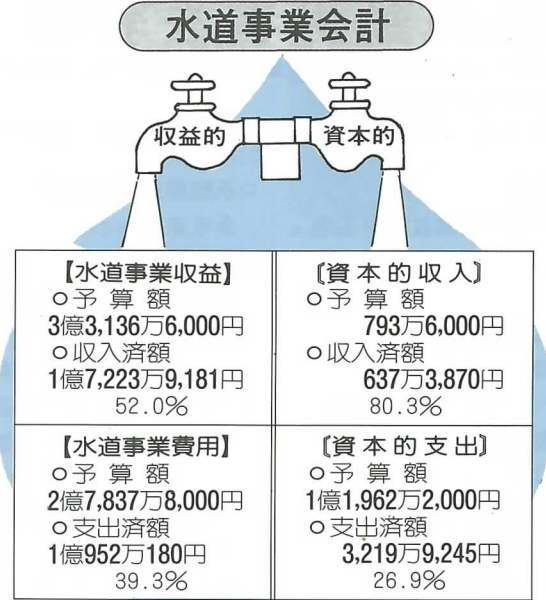 水道事業会計
収益的
資本的
【水道事業収益】
○予算額
3億3,136万6,000円
○収入済額
1億7,223万9,181円
52.0%
〔資本的収入〕
○予算額
793万6,000円
○収入済額
637万3,870円
80.3%
【水道事業費用】
○予算額
2億7,837万8,000円
○支出済額
1億952万180円
39.3%
〔資本的支出〕
○予算額
1億1,962万2,000円
○支出済額
3,219万9,245円
26.9%